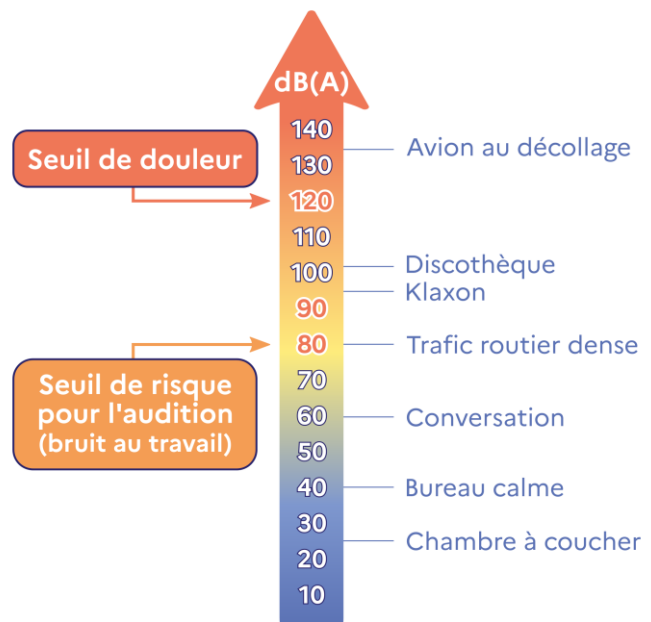 dB(A)
140
Avion au décollage
Seuil de douleur
130
120
110
100
Discothèque
Klaxon
90
80
Trafic routier dense
Seuil de risque
pour l'audition
(bruit au travail)
70
60
Conversation
50
40
Bureau calme
30
Chambre à coucher
20
10